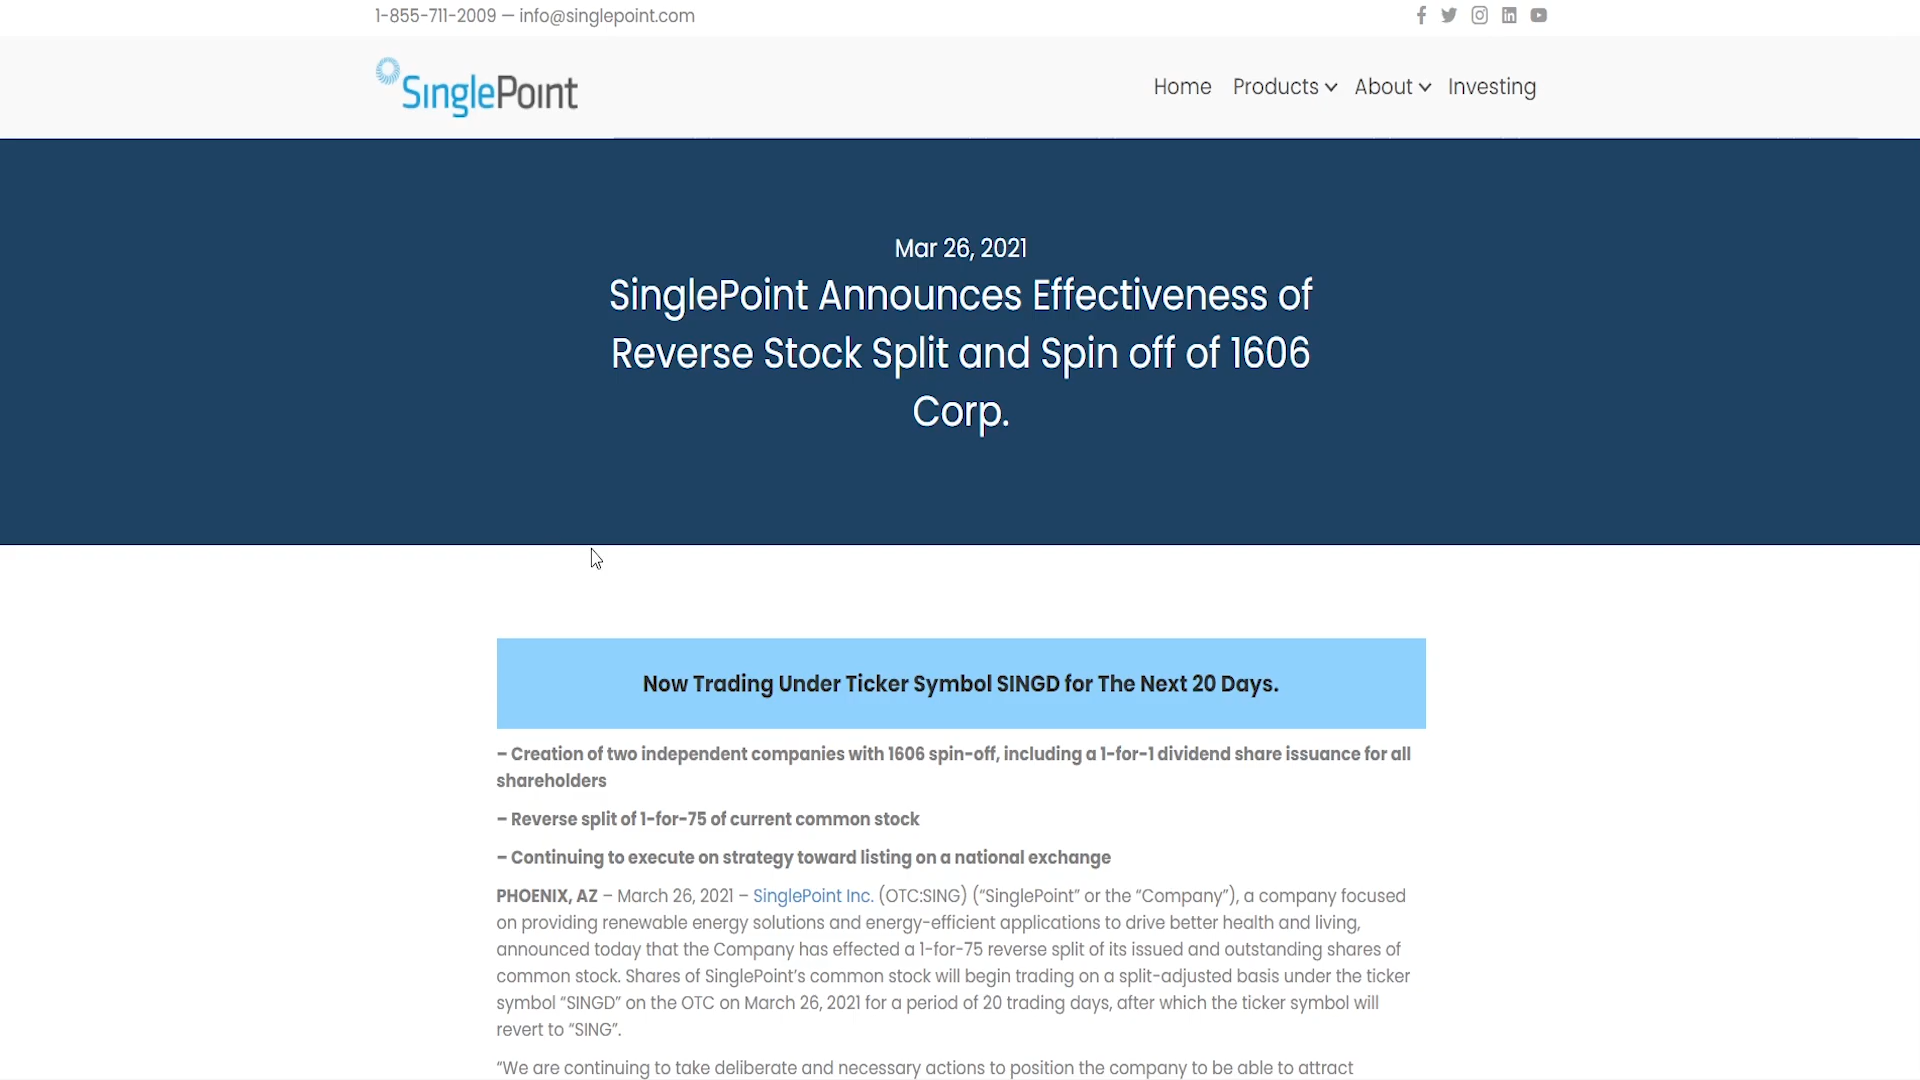 1-855-711-2009 — info@singlepoint.com
SinglePoint
Home Products About Investing
Mar 26, 2021
SinglePoint Announces Effectiveness of
Reverse Stock Split and Spin off of 1606
Corp.
Now Trading Under Ticker Symbol SINGD for The Next 20 Days.
– Creation of two independent companies with 1606 spin-off, including a 1-for-1 dividend share issuance for all
shareholders
– Reverse split of 1-for-75 of current common stock
– Continuing to execute on strategy toward listing on a national exchange
PHOENIX, AZ – March 26, 2021 – SinglePoint Inc. (OTC:SING) (“SinglePoint” or the “Company”), a company focused
on providing renewable energy solutions and energy-efficient applications to drive better health and living,
announced today that the Company has effected a 1-for-75 reverse split of its issued and outstanding shares of
common stock. Shares of SinglePoint’s common stock will begin trading on a split-adjusted basis under the ticker
symbol “SINGD” on the OTC on March 26, 2021 for a period of 20 trading days, after which the ticker symbol will
revert to “SING”.
“We are continuing to take deliberate and necessary actions to position the company to be able to attract